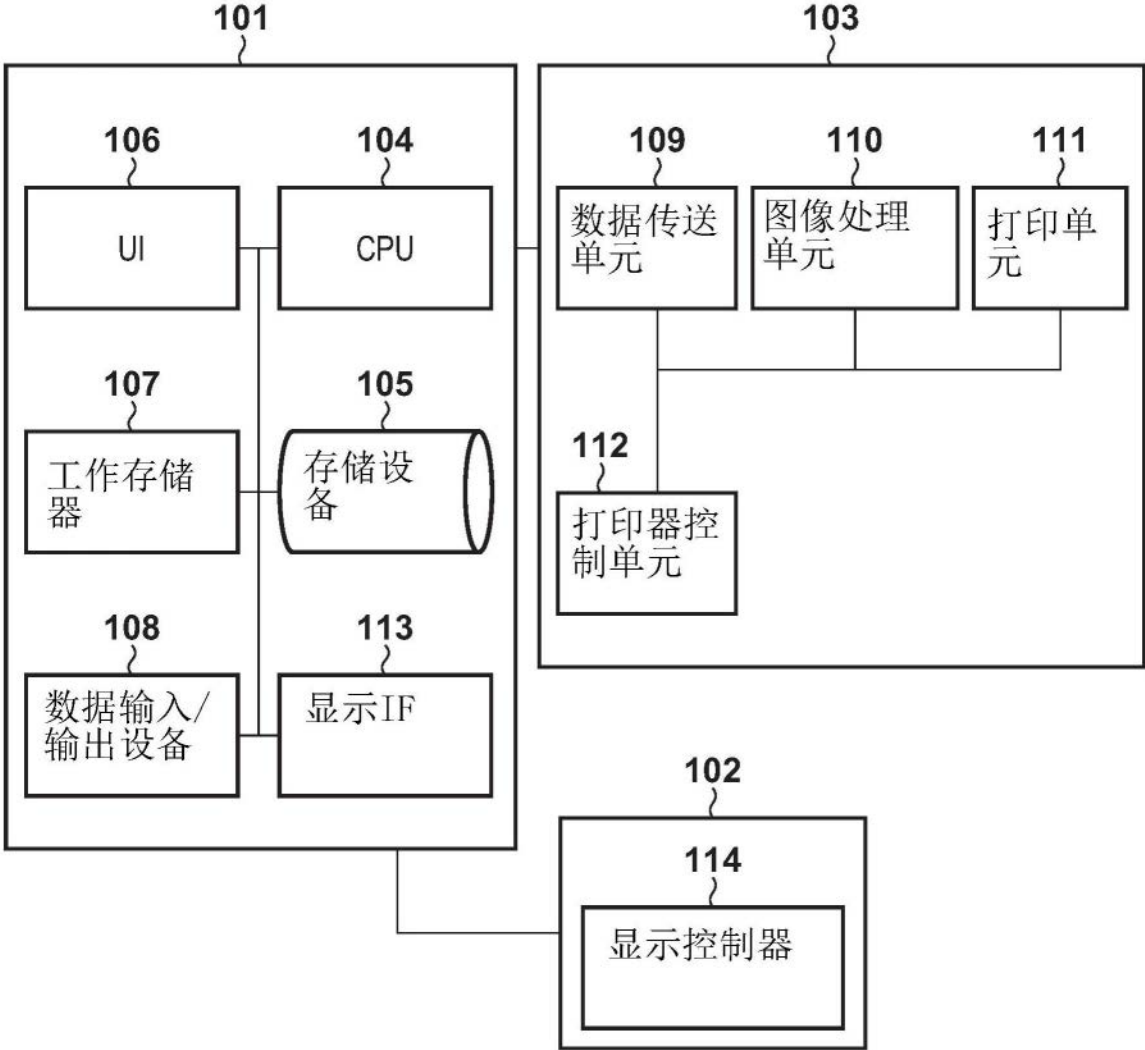 101
103
106
104
109
110
111
UI
CPU
数据传送
单元
图像处理
单元
打印单
元
107
105
工作存储
器
存储设
备
112
打印器控
制单元
108
113
数据输入/
输出设备
显示IF
102
114
显示控制器